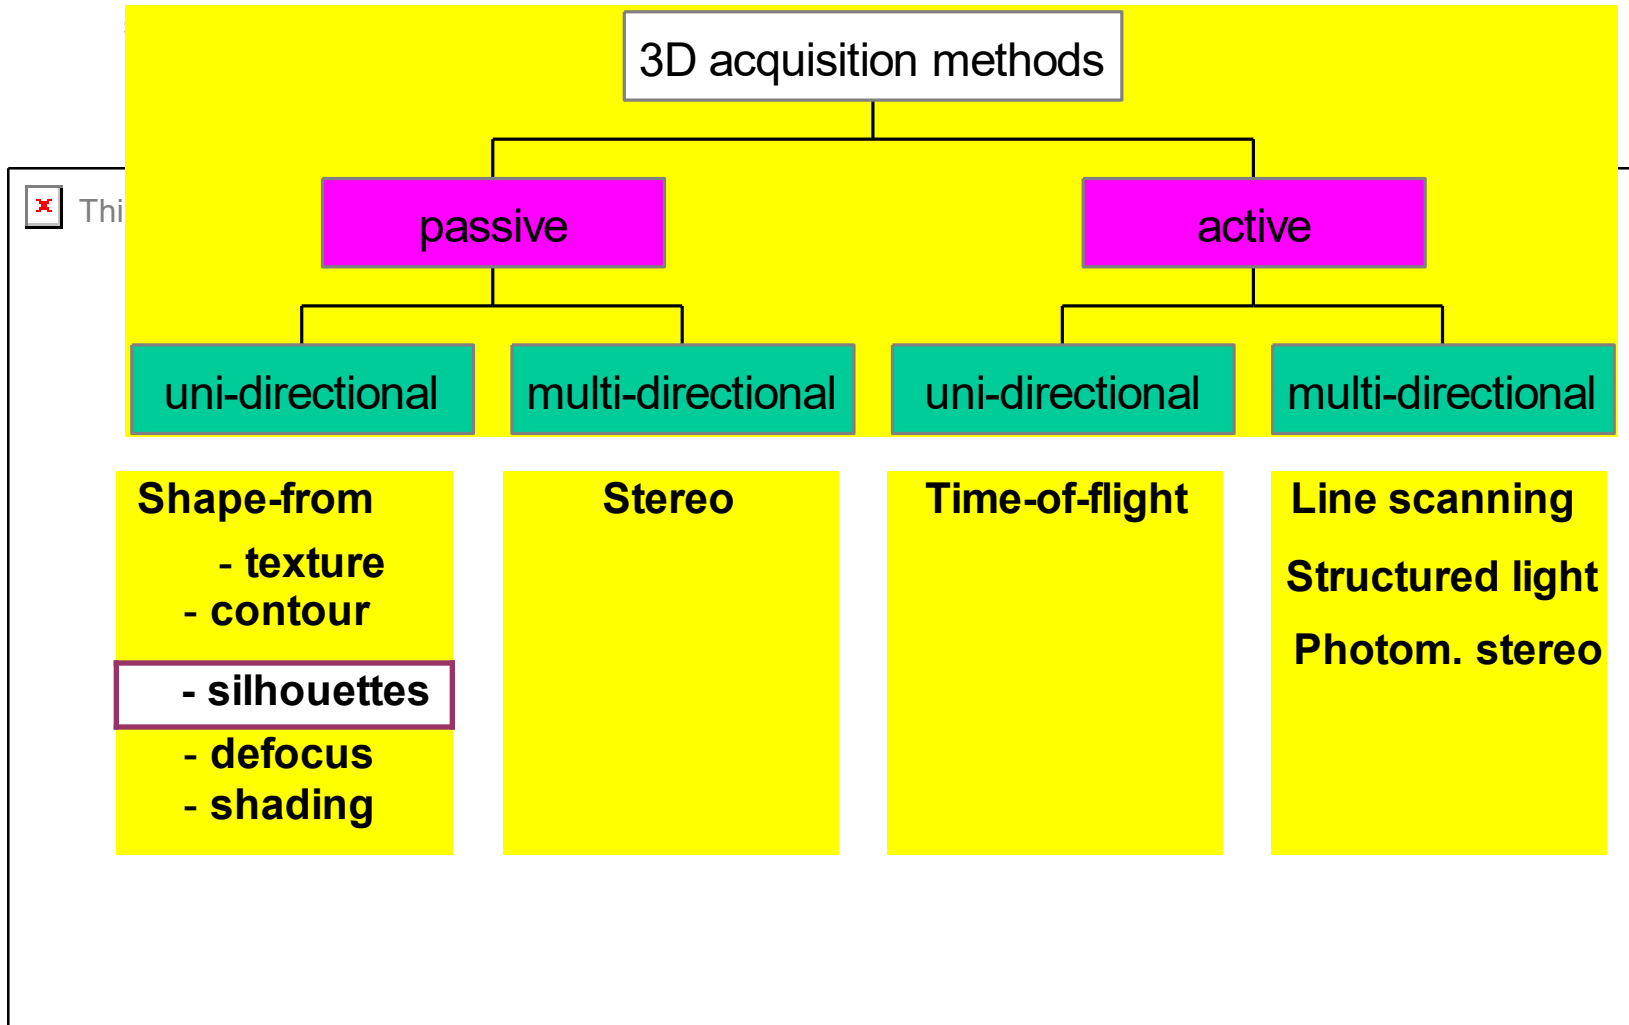 3D acquisition methods
Thi
passive
active
uni-directional
multi-directional
uni-directional
multi-directional
Shape-from
- texture
- contour
- silhouettes
- defocus
- shading
Stereo
Time-of-flight
Line scanning
Structured light
Photom. stereo